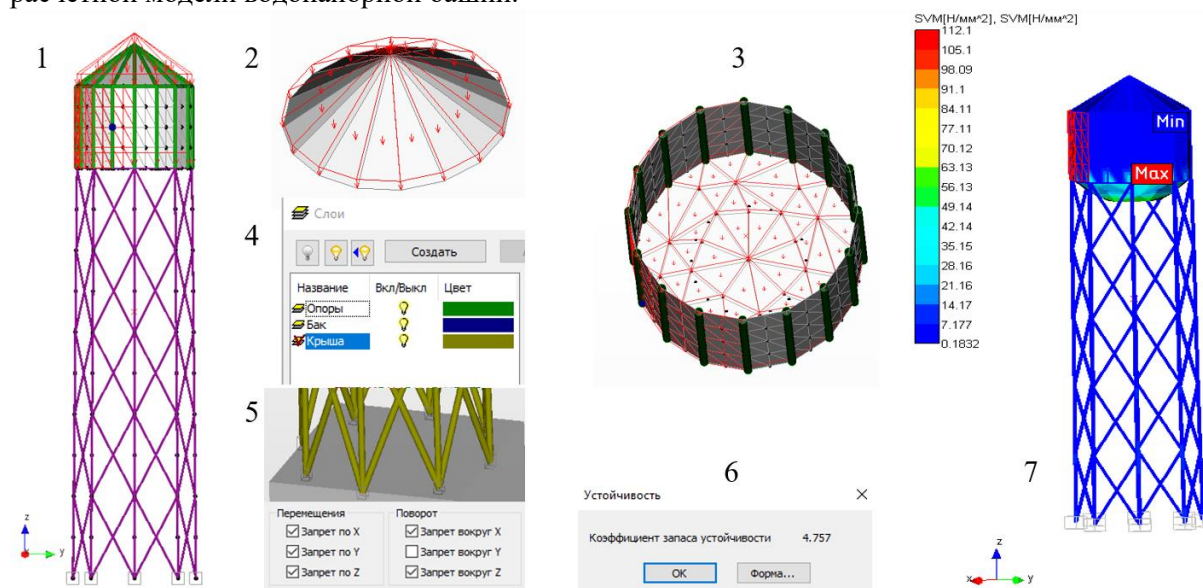 расчетной модели водонапорной башни.
1
2
3
SVM[Н/мм^2], SVM[Н/мм^2]
112.1
105.1
98.09
91.1
84.11
77.11
70.12
63.13
56.13
49.14
42.14
35.15
28.16
21.16
14.17
7.177
0.1832
Min
Max
4
Слои
Создать
Название Вкл/Выкл Цвет
Опоры
Бак
Крыша
5
Перемещения
Запрет по X
Запрет по Y
Запрет по Z
Поворот
Запрет вокруг X
Запрет вокруг Y
Запрет вокруг Z
6
Устойчивость
Коэффициент запаса устойчивости 4.757
OK Форма...
7
z
y
z
x y